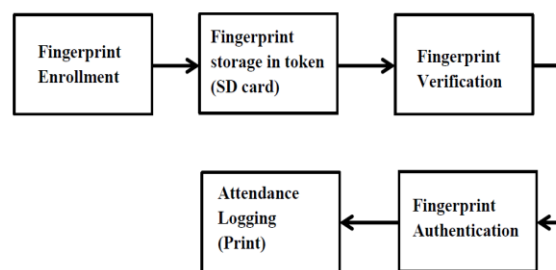 Fingerprint
Enrollment
Fingerprint
storage in token
(SD card)
Fingerprint
Verification
Fingerprint
Authentication
Attendance
Logging
(Print)